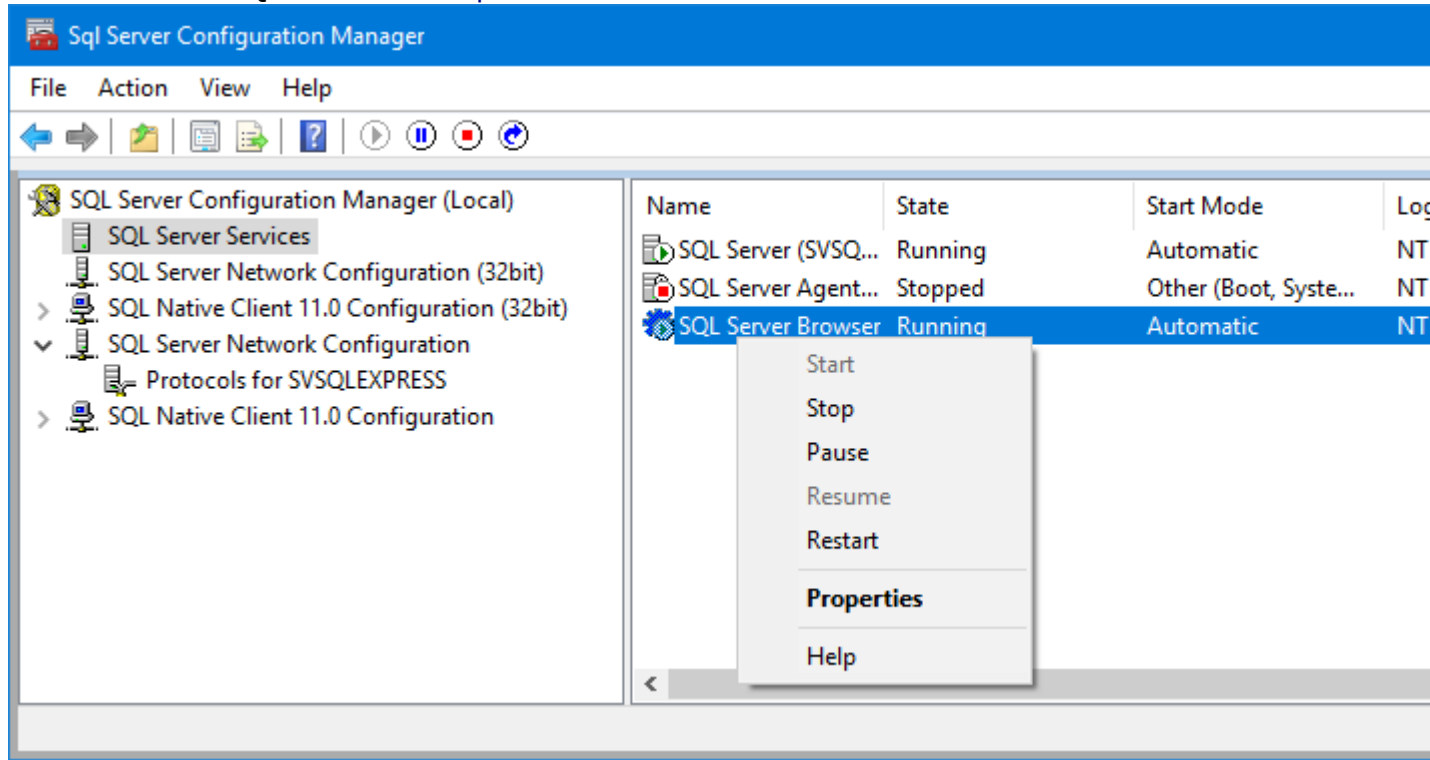 Sql Server Configuration Manager
File Action View Help
SQL Server Configuration Manager (Local)
SQL Server Services
SQL Server Network Configuration (32bit)
SQL Native Client 11.0 Configuration (32bit)
SQL Server Network Configuration
Protocols for SVSQLEXPRESS
SQL Native Client 11.0 Configuration
Name State Start Mode Log
SQL Server (SVSQ... Running Automatic NT
SQL Server Agent... Stopped Other (Boot, Syste... NT
SQL Server Browser Running Automatic NT
Start
Stop
Pause
Resume
Restart
Properties
Help